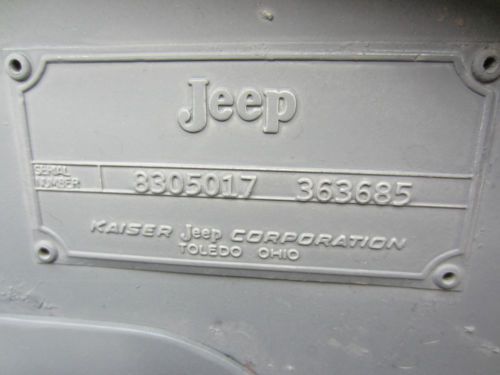 Jeep
SERIAL
NUMBER
8305017 363685
KAISER Jeep CORPORATION
TOLEDO OHIO